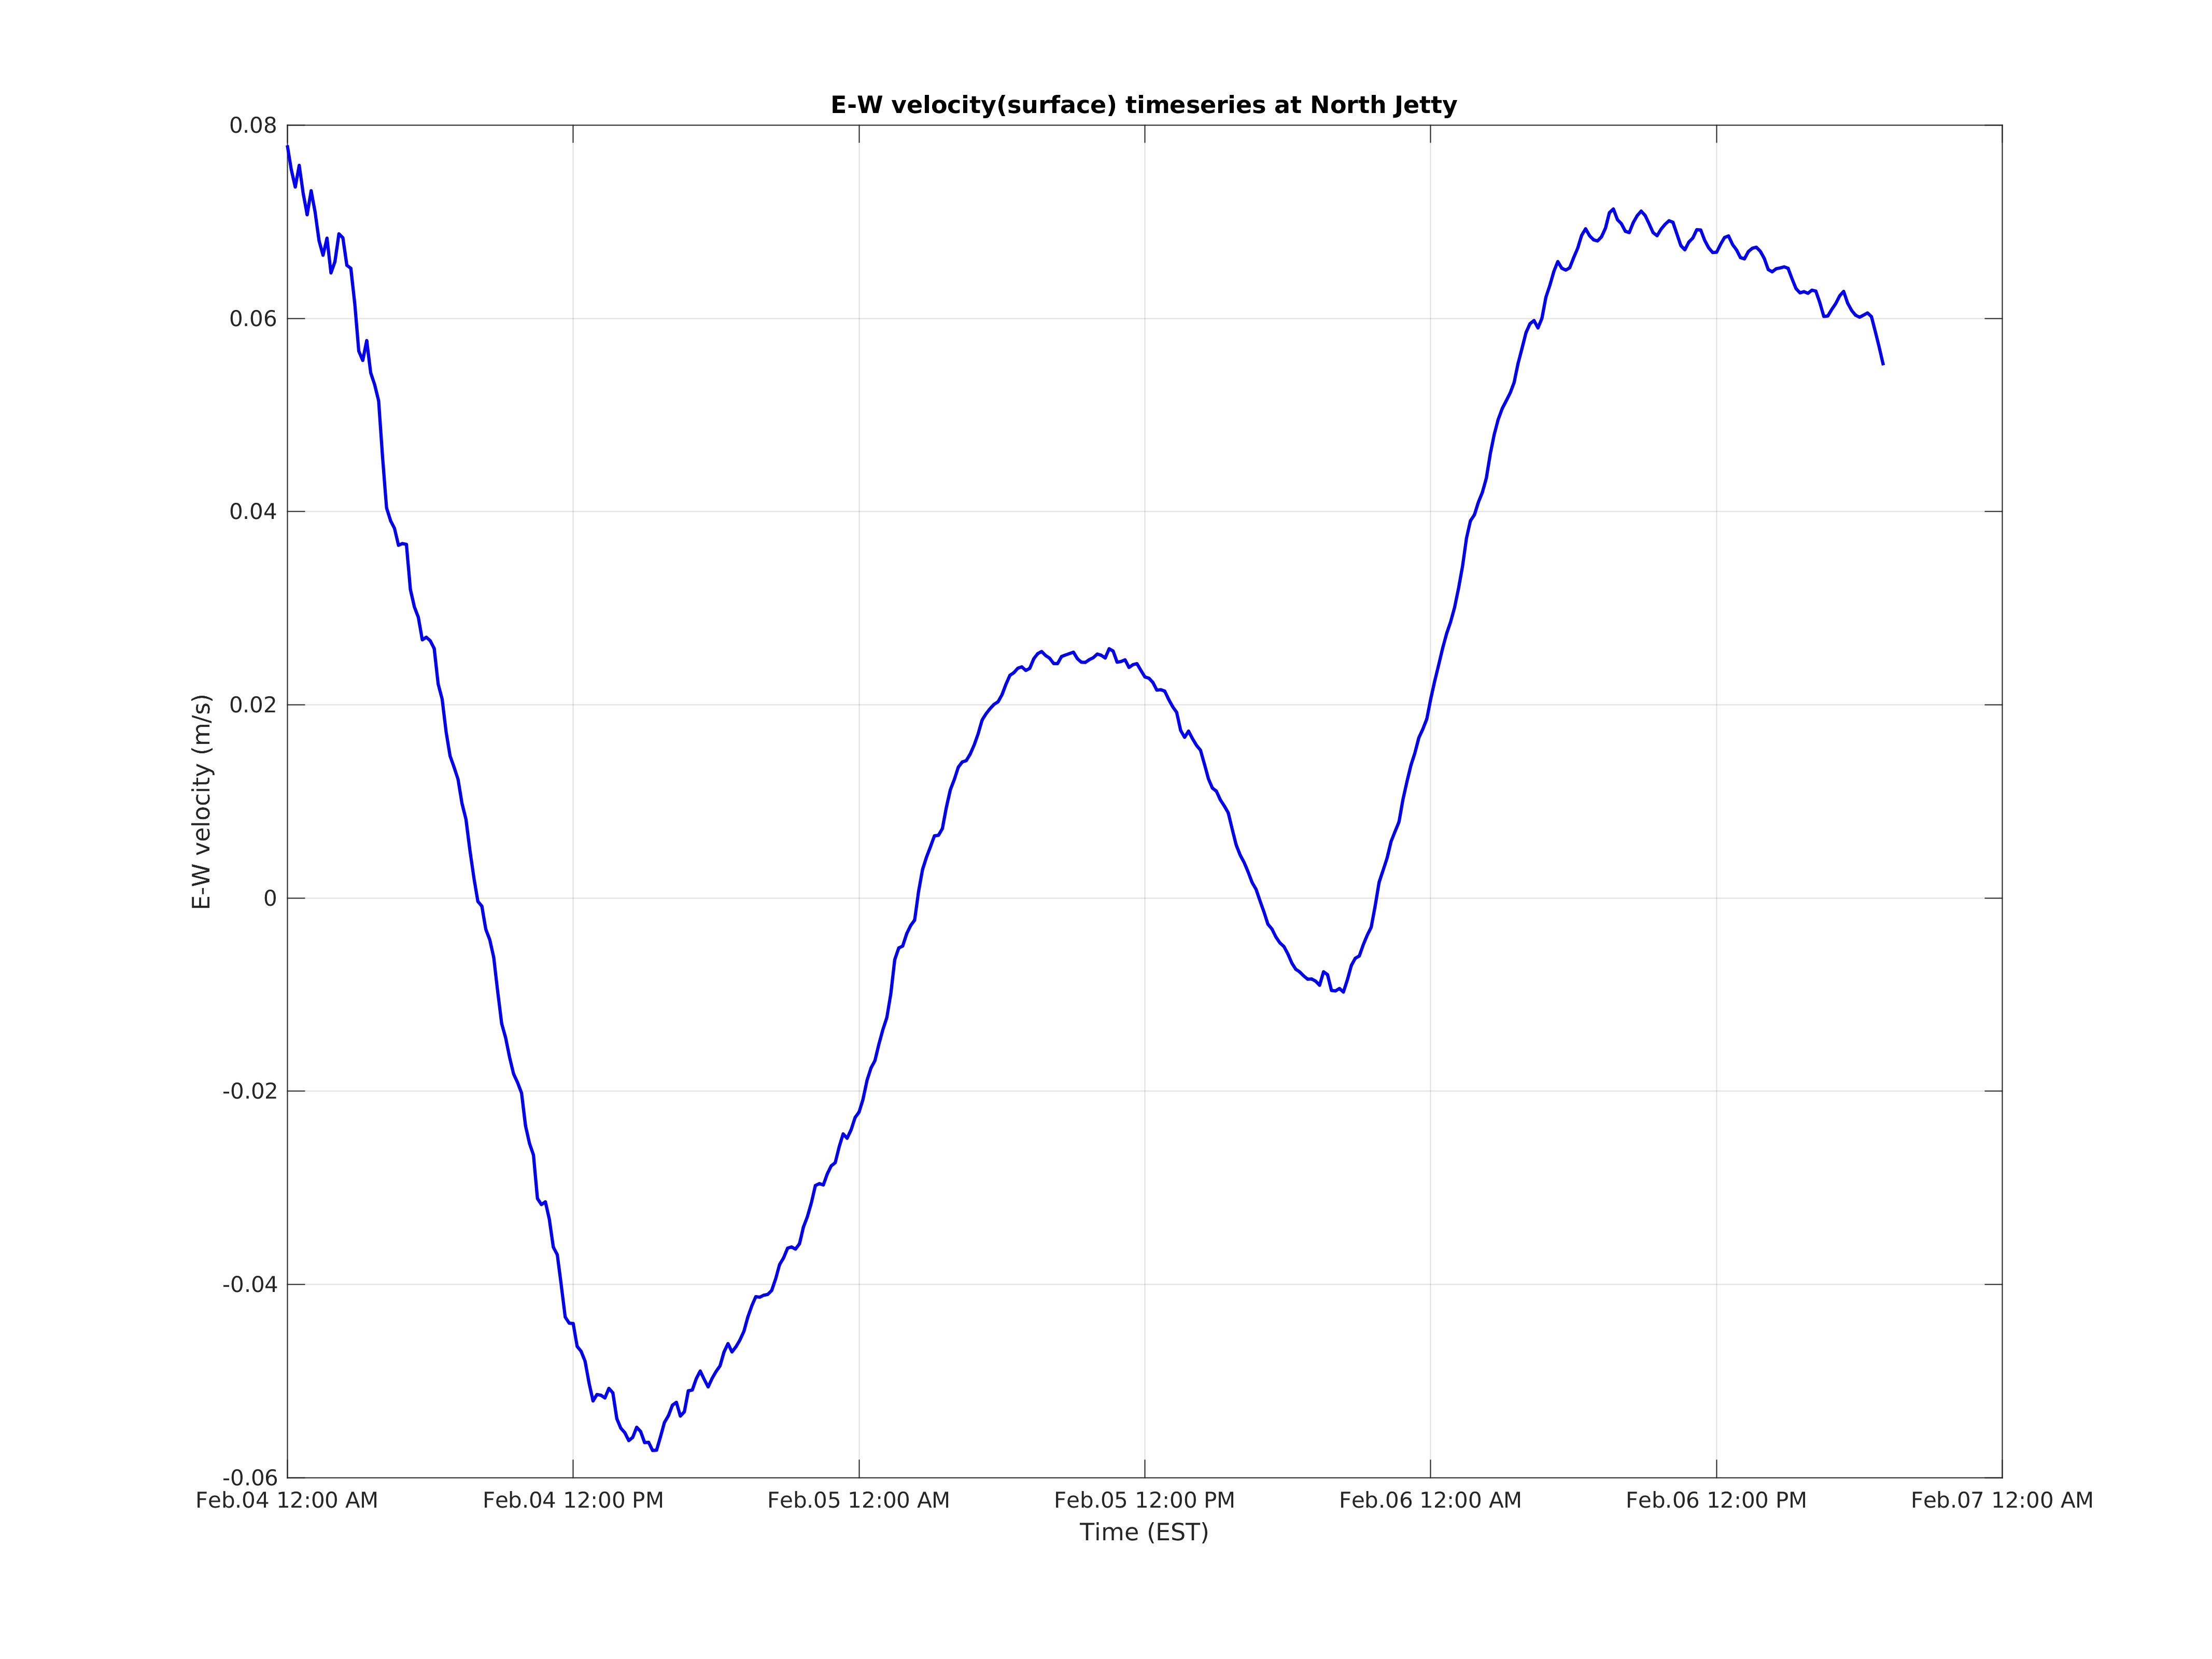 E-W velocity(surface) timeseries at North Jetty
0.08
0.06
0.04
0.02
0
-0.02
-0.04
-0.06
E-W velocity (m/s)
Feb.04 12:00 AM
Feb.04 12:00 PM
Feb.05 12:00 AM
Feb.05 12:00 PM
Feb.06 12:00 AM
Feb.06 12:00 PM
Feb.07 12:00 AM
Time (EST)